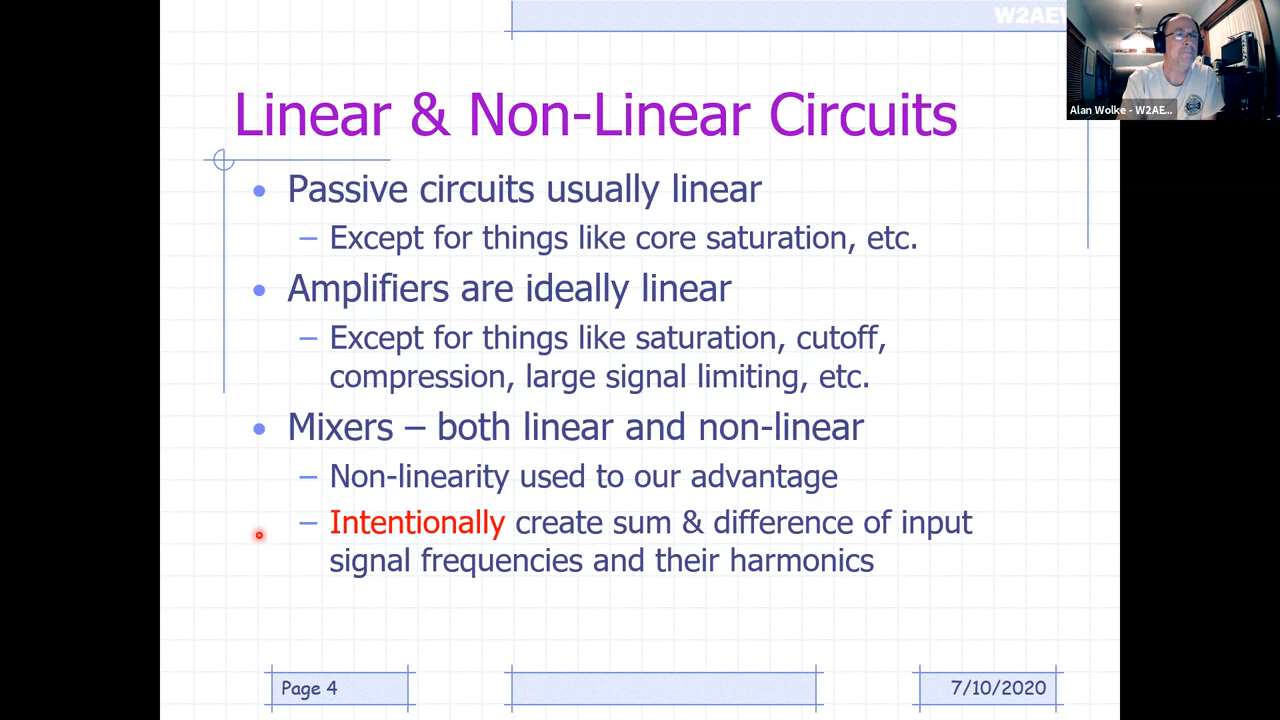 W2AEW
Alan Wolke - W2AE...
Linear & Non-Linear Circuits
• Passive circuits usually linear
– Except for things like core saturation, etc.
• Amplifiers are ideally linear
– Except for things like saturation, cutoff,
compression, large signal limiting, etc.
• Mixers – both linear and non-linear
– Non-linearity used to our advantage
– Intentionally create sum & difference of input
signal frequencies and their harmonics
Page 4
7/10/2020